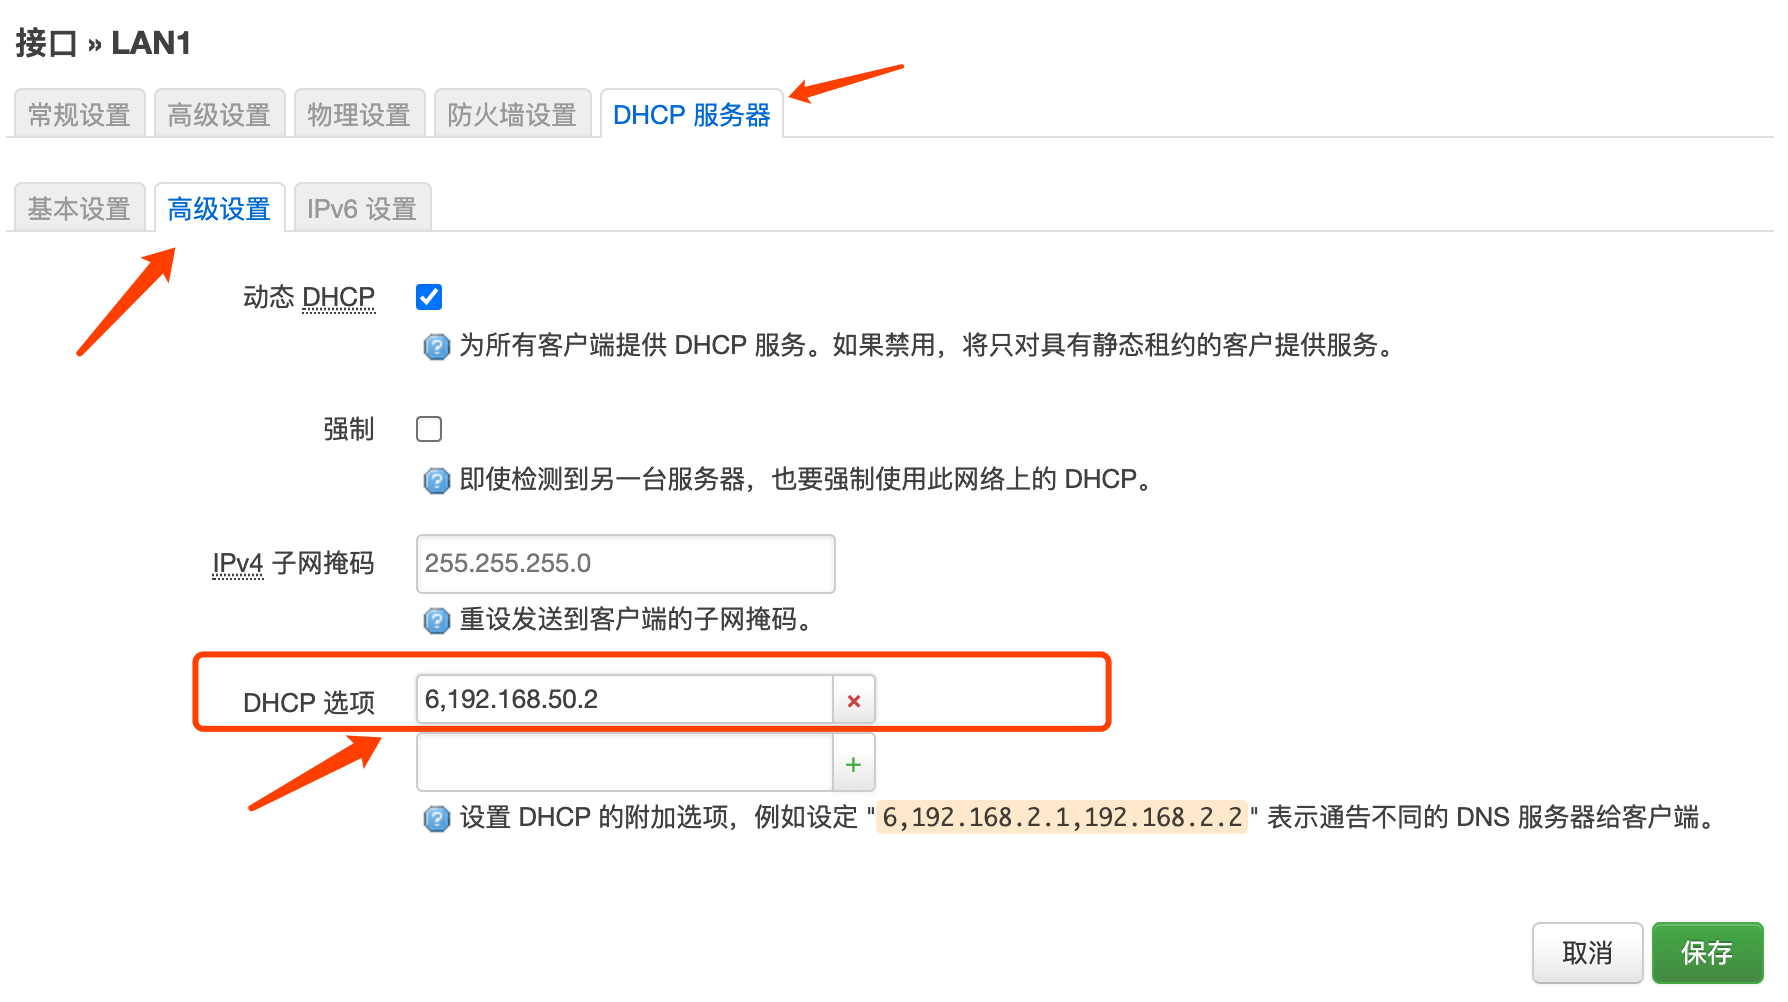 接口 » LAN1
常规设置 高级设置 物理设置 防火墙设置 DHCP 服务器
基本设置 高级设置 IPv6 设置
动态 DHCP
为所有客户端提供 DHCP 服务。如果禁用，将只对具有静态租约的客户提供服务。
强制
即使检测到另一台服务器，也要强制使用此网络上的 DHCP。
IPv4 子网掩码 255.255.255.0
重设发送到客户端的子网掩码。
DHCP 选项 6,192.168.50.2
设置 DHCP 的附加选项，例如设定 "6,192.168.2.1,192.168.2.2" 表示通告不同的 DNS 服务器给客户端。
取消 保存